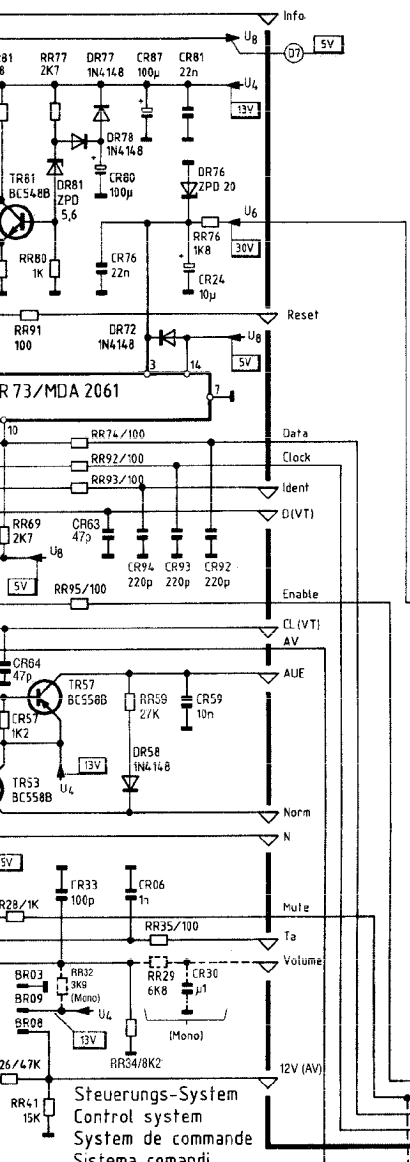 Info.
U8
5V
07
RR77
2K7
DR77
1N4148
CR87
100µ
CR81
22n
U4
13V
DR78
1N4148
CR80
100µ
DR76
ZPD 20
TR81
BC548B
DR81
ZPD
5,6
U6
RR76
1K8
30V
RR80
1K
CR76
22n
CR24
10µ
Reset
RR91
100
DR72
1N4148
U8
5V
3
14
R73/MDA 2061
7
10
RR74/100
Data
RR92/100
Clock
RR93/100
Ident
D(VT)
RR69
2K7
CR63
47p
U8
CR94
220p
CR93
220p
CR92
220p
5V
RR95/100
Enable
CL(VT)
AV
CR64
47p
AUE
TR57
BC558B
RR59
27K
CR59
10n
CR57
1K2
DR58
1N4148
13V
U4
TR53
BC558B
Norm
N
5V
CR33
100p
CR06
1n
R28/1K
Mute
RR35/100
Ta
Volume
BR03
RR32
3K9
(Mono)
RR29
6K8
CR30
µ1
BR09
U4
BR08
13V
(Mono)
26/47K
RR34/8K2
12V (AV)
RR41
15K
Steuerungs-System
Control system
System de commande
Sistema comandi